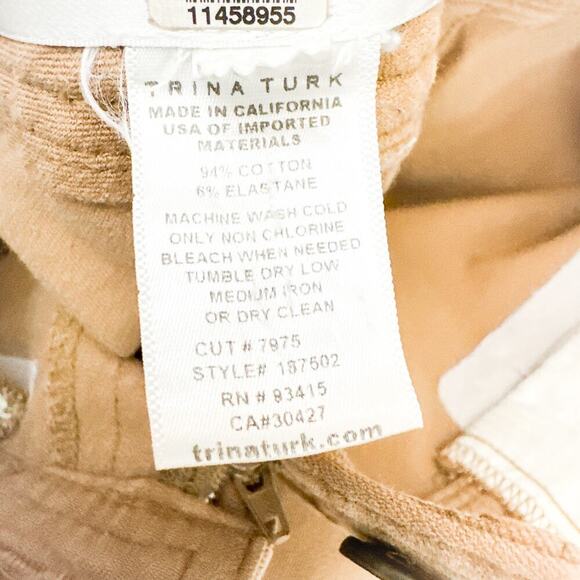 11458955
TRINA TURK
MADE IN CALIFORNIA
USA OF IMPORTED
MATERIALS
94% COTTON
6% ELASTANE
MACHINE WASH COLD
ONLY NON CHLORINE
BLEACH WHEN NEEDED
TUMBLE DRY LOW
MEDIUM IRON
OR DRY CLEAN
CUT # 7975
STYLE# 187502
RN # 93415
CA#30427
trinaturk.com